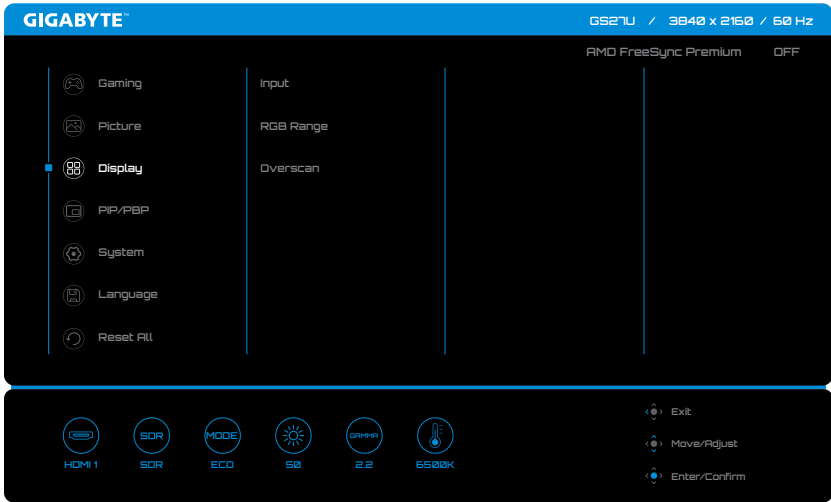 GIGABYTE™ GS27U / 3840 x 2160 / 60 Hz
AMD FreeSync Premium OFF
Gaming Input
Picture RGB Range
Display Overscan
PIP/PBP
System
Language
Reset All
Exit
SDR MODE GAMMA
Move/Adjust
HDMI 1 SDR ECO 50 2.2 6500K
Enter/Confirm